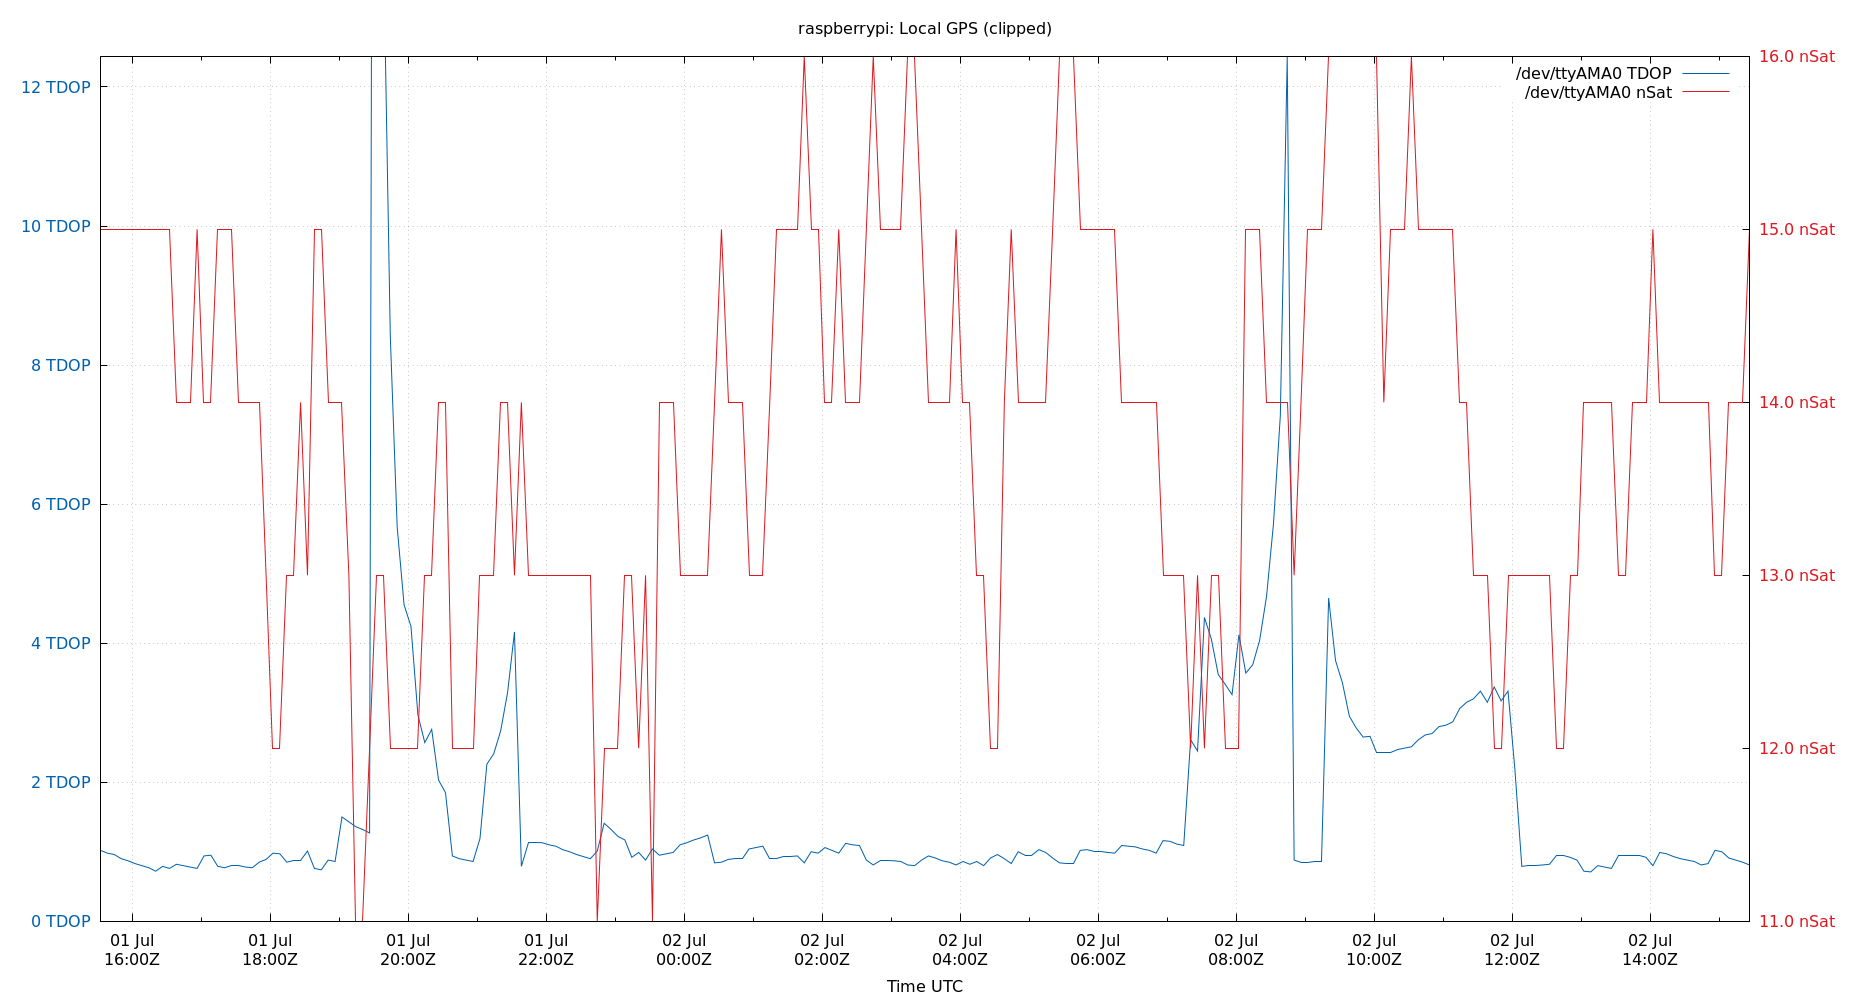 raspberrypi: Local GPS (clipped)
/dev/ttyAMA0 TDOP
/dev/ttyAMA0 nSat
12 TDOP
10 TDOP
8 TDOP
6 TDOP
4 TDOP
2 TDOP
0 TDOP
16.0 nSat
15.0 nSat
14.0 nSat
13.0 nSat
12.0 nSat
11.0 nSat
01 Jul
16:00Z
01 Jul
18:00Z
01 Jul
20:00Z
01 Jul
22:00Z
02 Jul
00:00Z
02 Jul
02:00Z
02 Jul
04:00Z
02 Jul
06:00Z
02 Jul
08:00Z
02 Jul
10:00Z
02 Jul
12:00Z
02 Jul
14:00Z
Time UTC